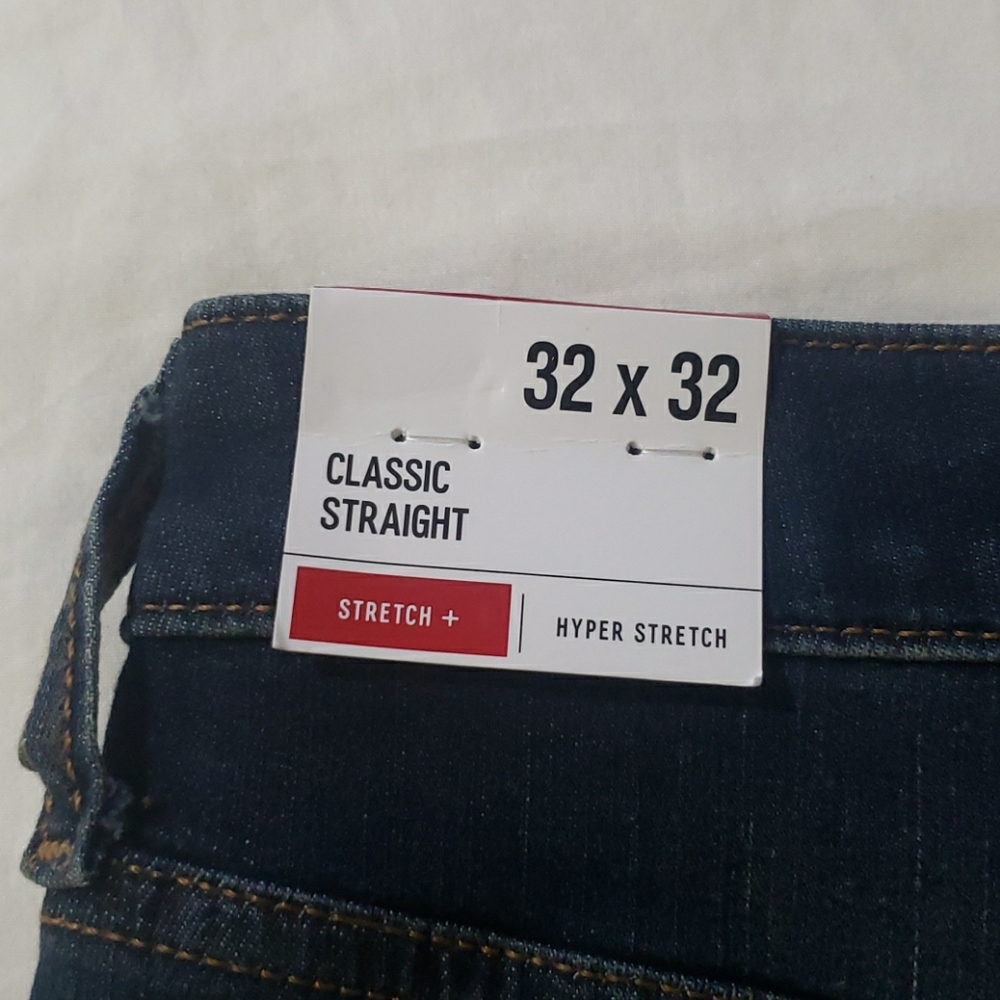 32 x 32
CLASSIC
STRAIGHT
STRETCH +
HYPER STRETCH